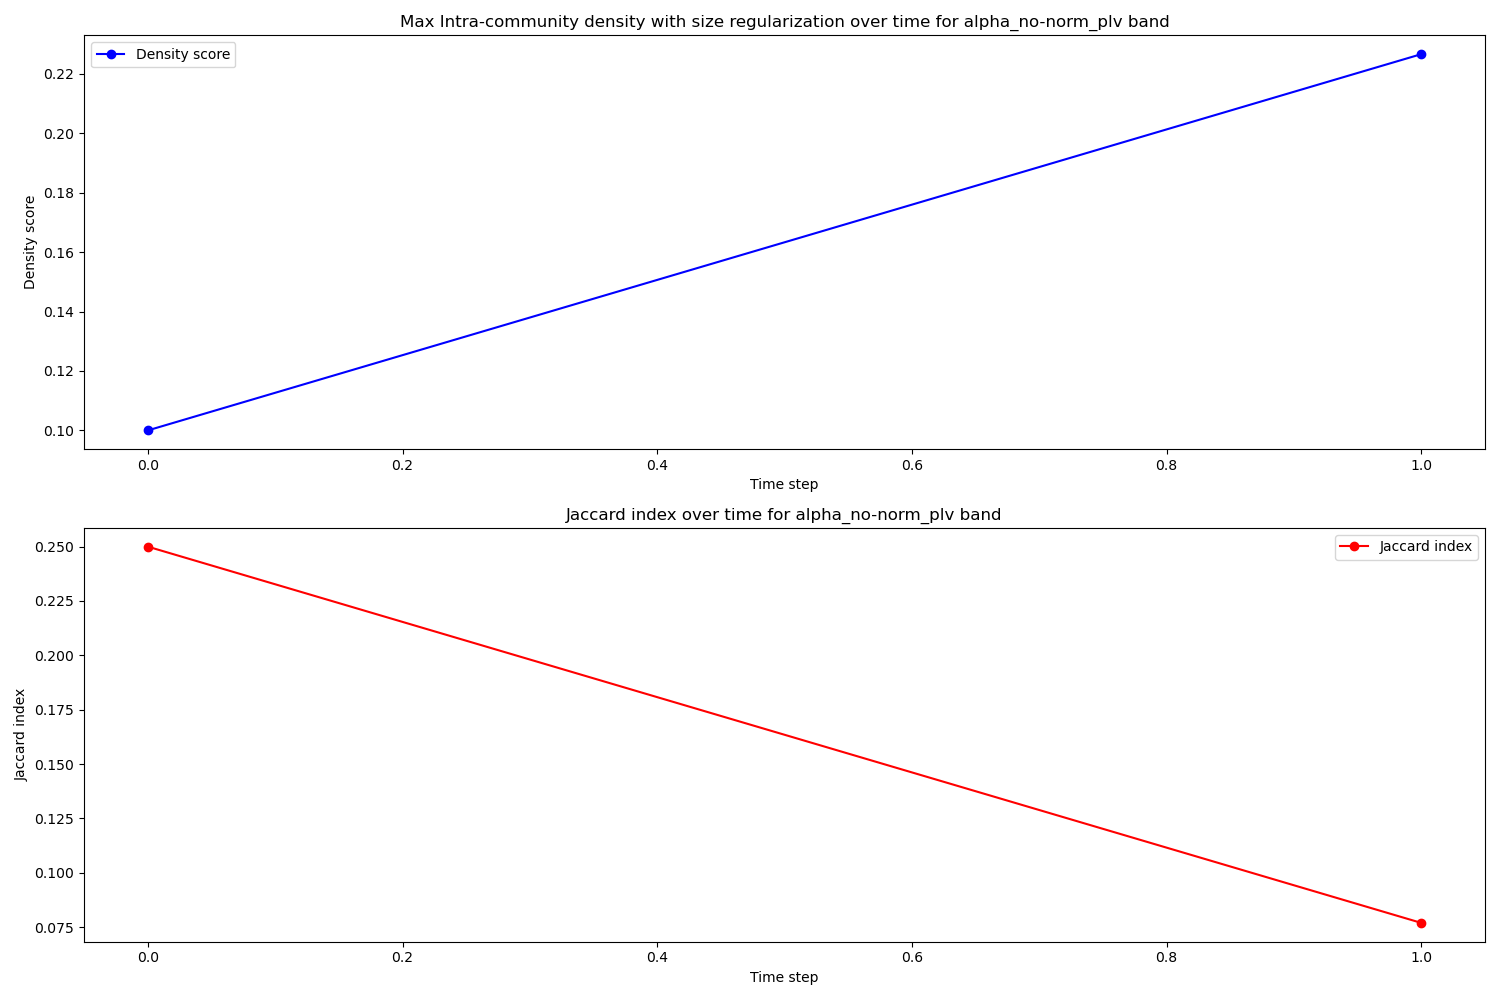 Max Intra-community density with size regularization over time for alpha_no-norm_plv band
Density score
0.22
0.20
0.18
0.16
0.14
0.12
0.10
Density score
0.0 0.2 0.4 0.6 0.8 1.0
Time step
Jaccard index over time for alpha_no-norm_plv band
Jaccard index
0.250
0.225
0.200
0.175
0.150
0.125
0.100
0.075
Jaccard index
0.0 0.2 0.4 0.6 0.8 1.0
Time step